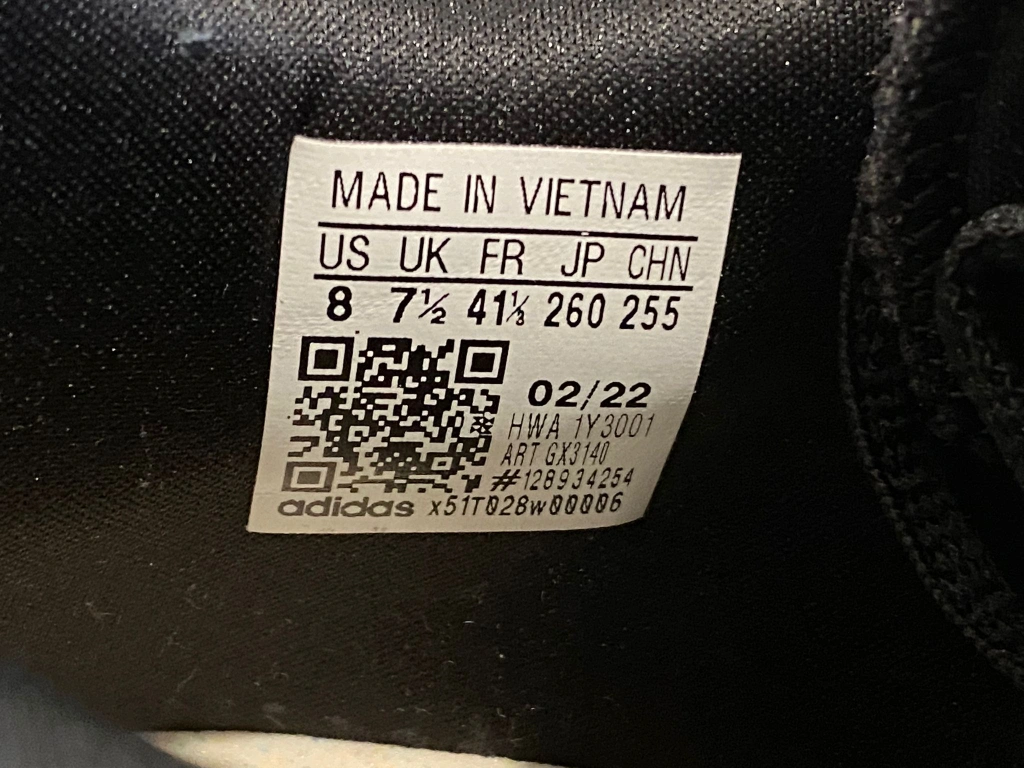 MADE IN VIETNAM
US UK FR JP CHN
8 7½ 41⅓ 260 255
02/22
HWA 1Y3001
ART GX3140
#128934254
adidas x51T028w00006